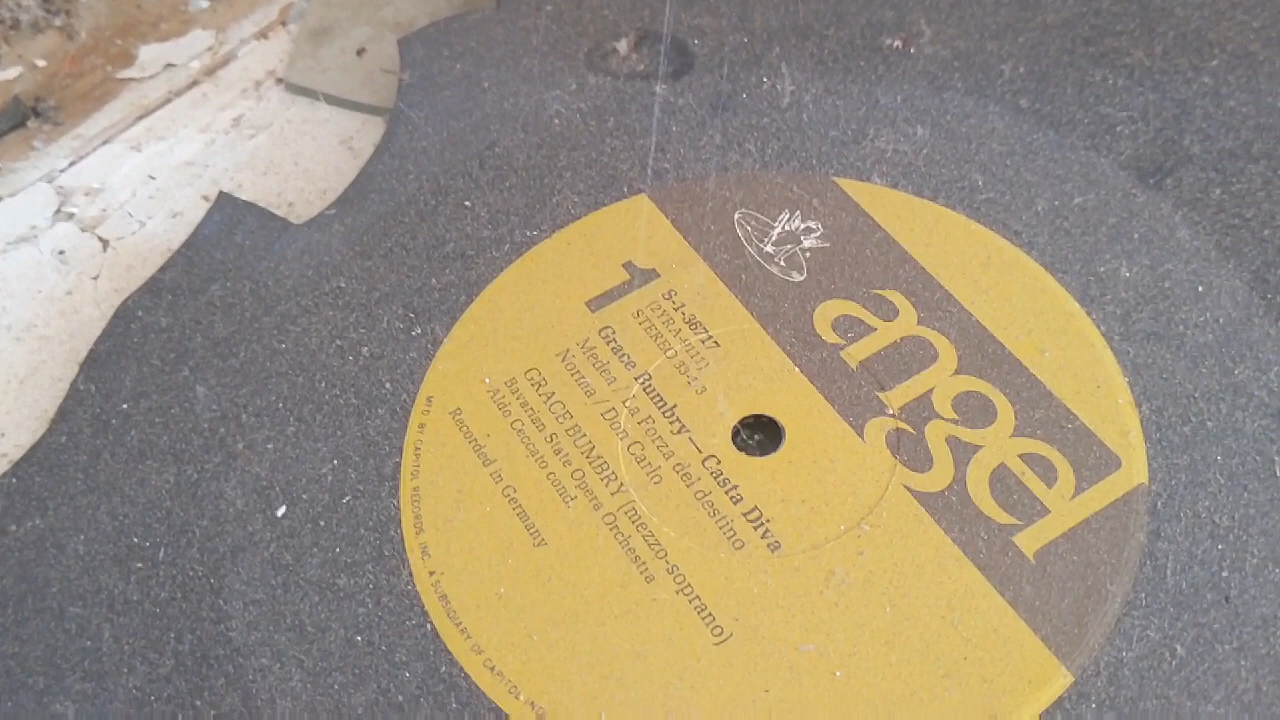 angel
1
S-1-36717
(2YRA-9111)
STEREO 33-1/3
Grace Bumbry—Casta Diva
Medea / La Forza del destino
Norma / Don Carlo
GRACE BUMBRY (mezzo-soprano)
Bavarian State Opera Orchestra
Aldo Ceccato cond.
Recorded in Germany
MFD. BY CAPITOL RECORDS, INC., A SUBSIDIARY OF CAPITOL IND